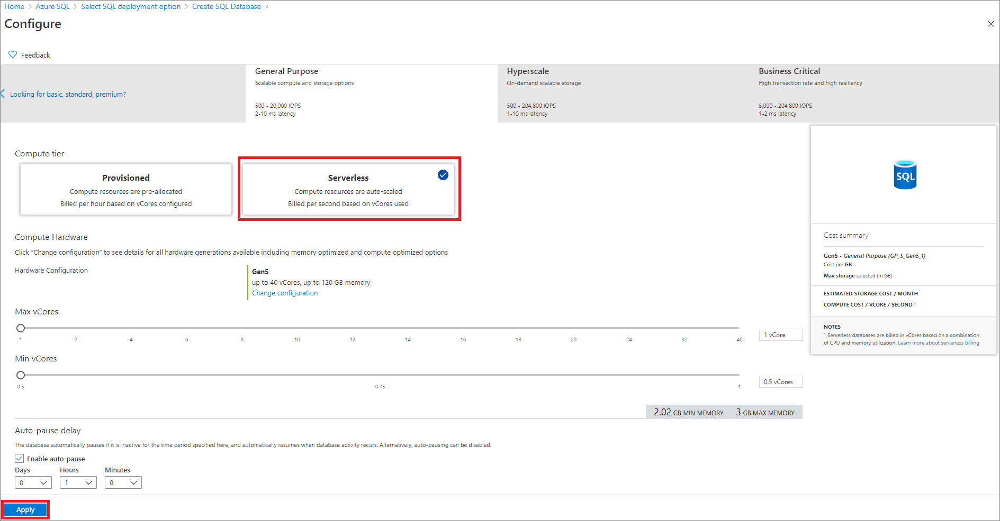 Home > Azure SQL > Select SQL deployment option > Create SQL Database >
Configure
Feedback
Looking for basic, standard, premium?
General Purpose
Scalable compute and storage options
500 - 20,000 IOPS
2-10 ms latency
Hyperscale
On-demand scalable storage
500 - 204,800 IOPS
1-10 ms latency
Business Critical
High transaction rate and high resiliency
5,000 - 204,800 IOPS
1-2 ms latency
Compute tier
Provisioned
Compute resources are pre-allocated
Billed per hour based on vCores configured
Serverless
Compute resources are auto-scaled
Billed per second based on vCores used
Compute Hardware
Click “Change configuration” to see details for all hardware generations available including memory optimized and compute optimized options
Hardware Configuration
Gen5
up to 40 vCores, up to 120 GB memory
Change configuration
Max vCores
1 2 4 6 8 10 12 14 16 18 20 24 32 40
1 vCore
Min vCores
0.5 0.75 1
0.5 vCores
2.02 GB MIN MEMORY 3 GB MAX MEMORY
Auto-pause delay
The database automatically pauses if it is inactive for the time period specified here, and automatically resumes when database activity recurs. Alternatively, auto-pausing can be disabled.
Enable auto-pause
Days Hours Minutes
0 1 0
Apply
SQL
Cost summary
Gen5 - General Purpose (GP_S_Gen5_1)
Cost per GB
Max storage selected (in GB)
ESTIMATED STORAGE COST / MONTH
COMPUTE COST / VCORE / SECOND 1
NOTES
1 Serverless databases are billed in vCores based on a combination
of CPU and memory utilization. Learn more about serverless billing